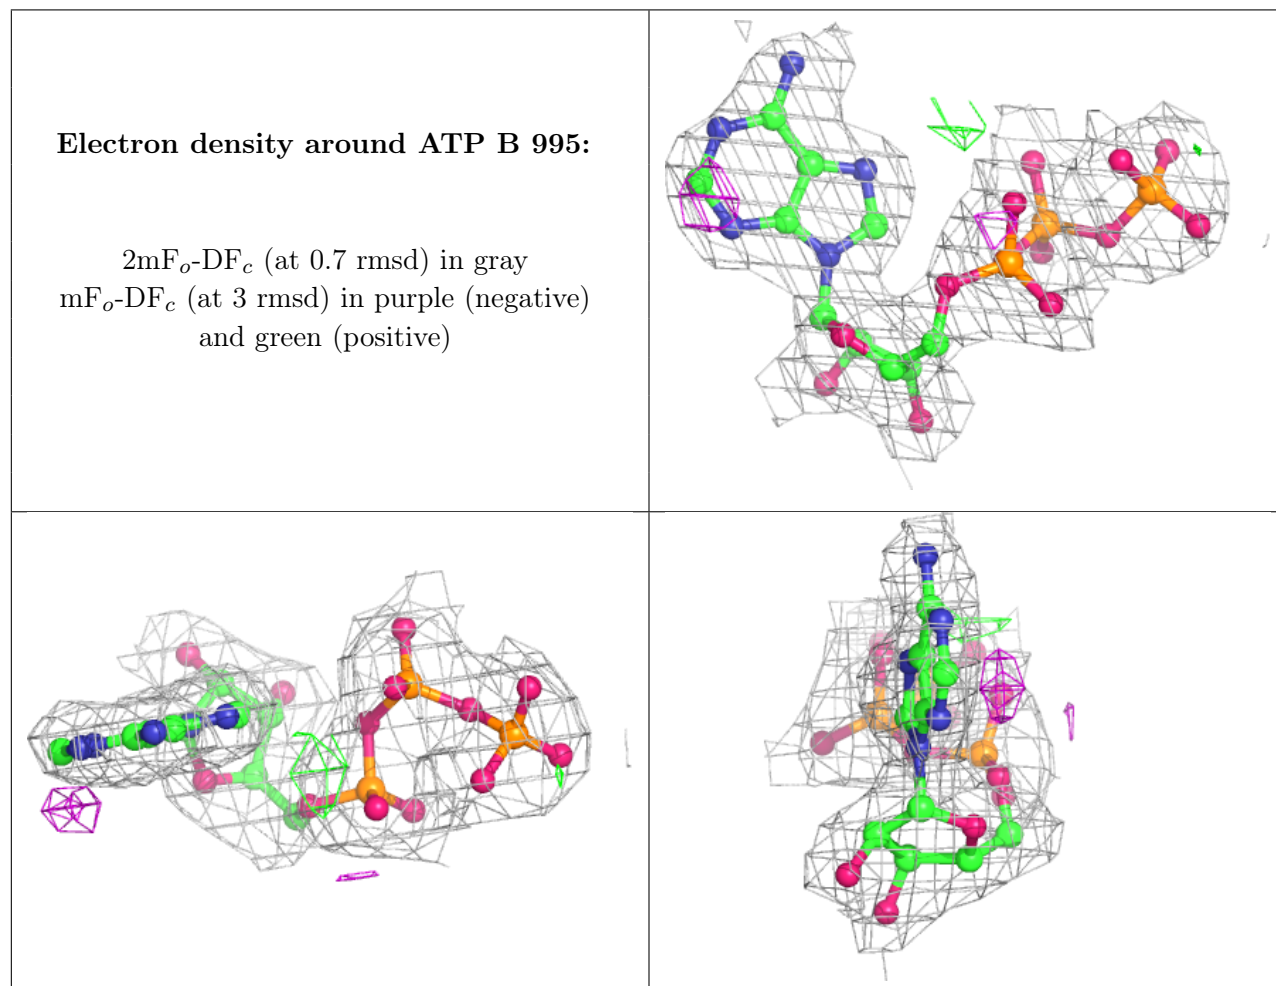 Electron density around ATP B 995:
2mFo-DFc (at 0.7 rmsd) in gray
mFo-DFc (at 3 rmsd) in purple (negative)
and green (positive)